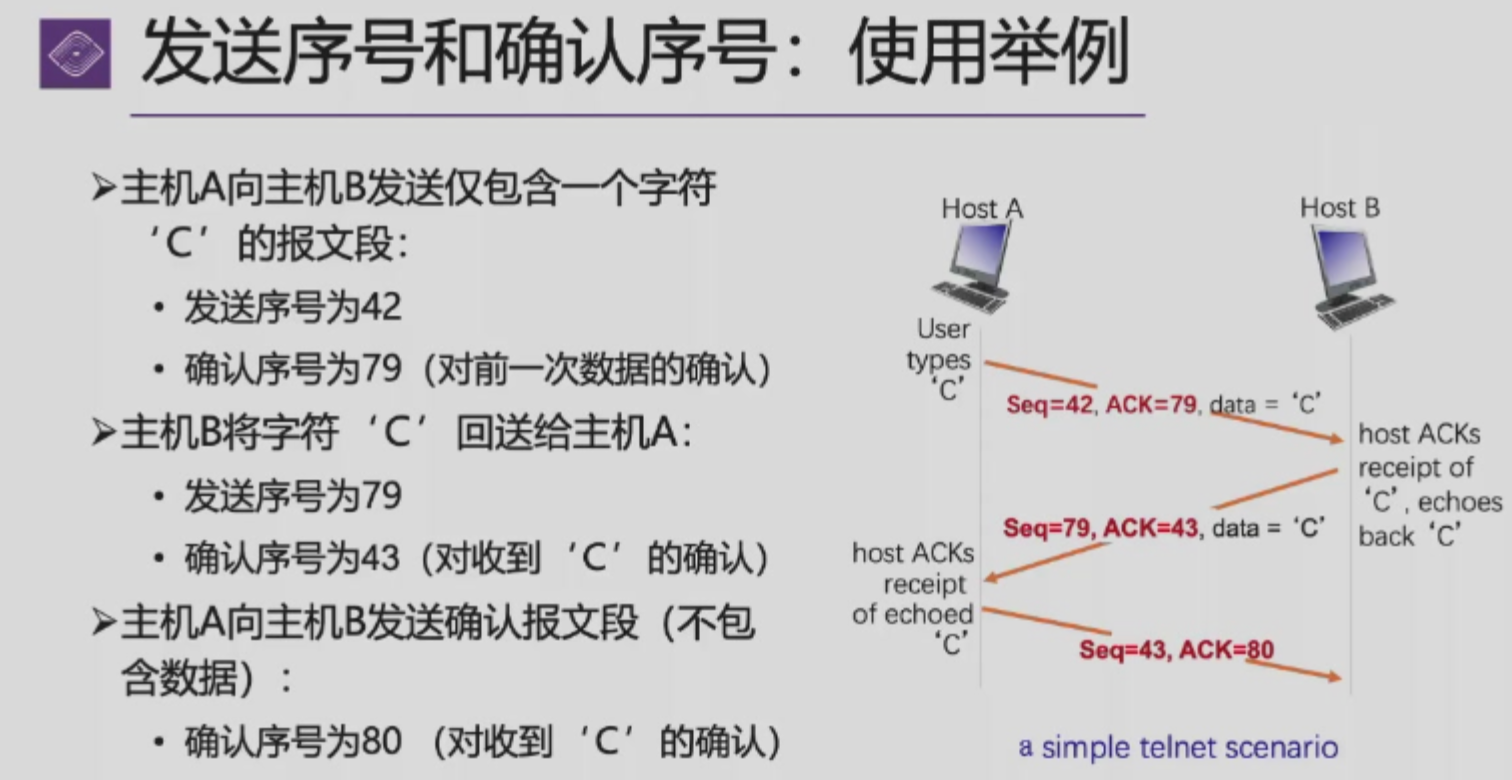 发送序号和确认序号：使用举例
➢主机A向主机B发送仅包含一个字符
‘C’的报文段：
• 发送序号为42
• 确认序号为79（对前一次数据的确认）
➢主机B将字符‘C’回送给主机A：
• 发送序号为79
• 确认序号为43（对收到‘C’的确认）
➢主机A向主机B发送确认报文段（不包
含数据）：
• 确认序号为80 （对收到‘C’的确认）
Host A
Host B
User
types
‘C’
Seq=42, ACK=79, data = ‘C’
host ACKs
receipt of
‘C’, echoes
back ‘C’
Seq=79, ACK=43, data = ‘C’
host ACKs
receipt
of echoed
‘C’
Seq=43, ACK=80
a simple telnet scenario